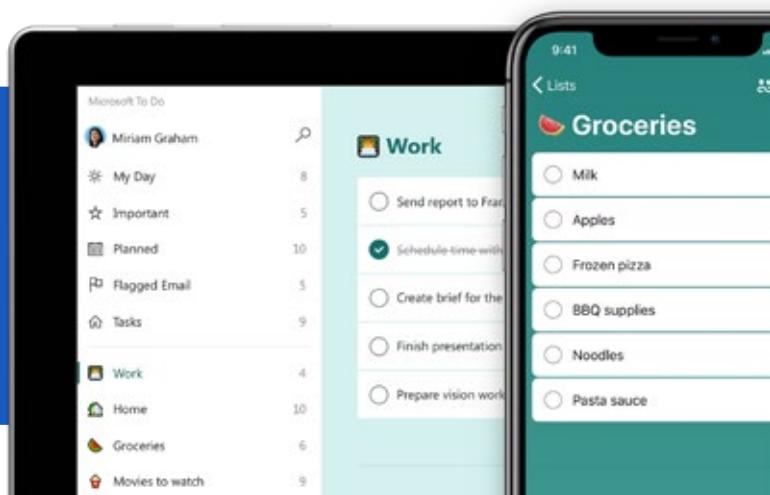 Microsoft To Do
Miriam Graham
My Day 8
Important 5
Planned 10
Flagged Email 5
Tasks 9
Work 4
Home 10
Groceries 6
Movies to watch 9
Work
Send report to Fran
Schedule time with
Create brief for the
Finish presentation
Prepare vision work
9:41
Lists
Groceries
Milk
Apples
Frozen pizza
BBQ supplies
Noodles
Pasta sauce